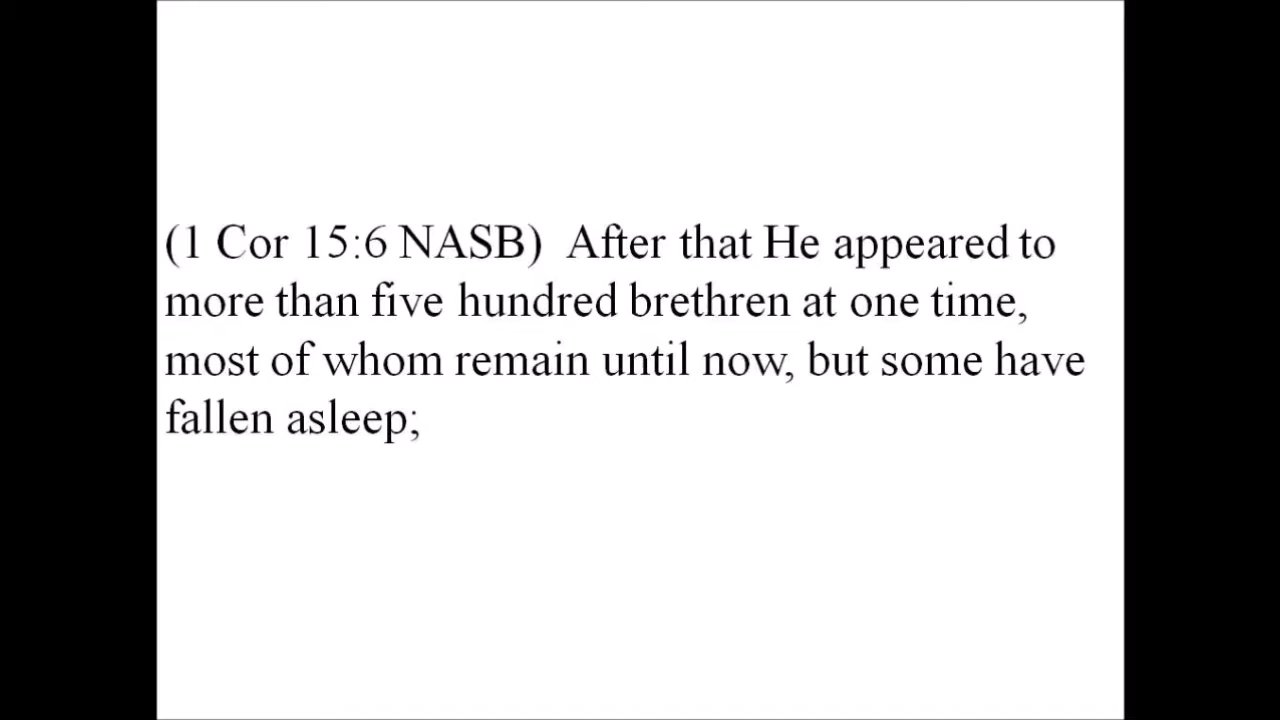 (1 Cor 15:6 NASB)  After that He appeared to
more than five hundred brethren at one time,
most of whom remain until now, but some have
fallen asleep;